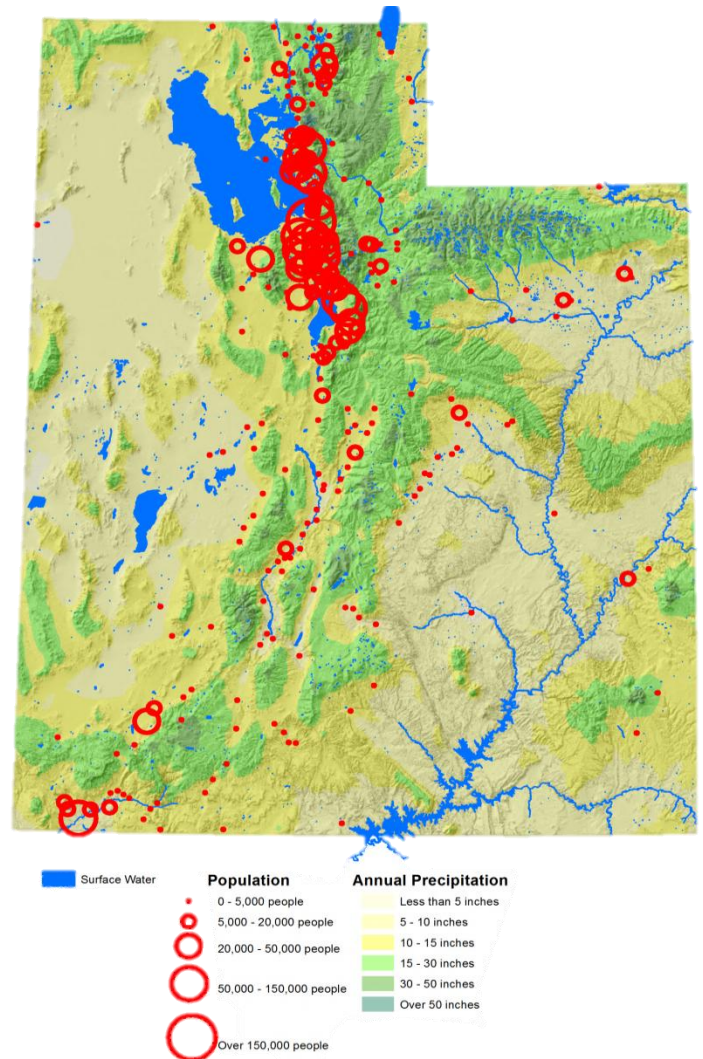 Surface Water
Population
0 - 5,000 people
5,000 - 20,000 people
20,000 - 50,000 people
50,000 - 150,000 people
Over 150,000 people
Annual Precipitation
Less than 5 inches
5 - 10 inches
10 - 15 inches
15 - 30 inches
30 - 50 inches
Over 50 inches